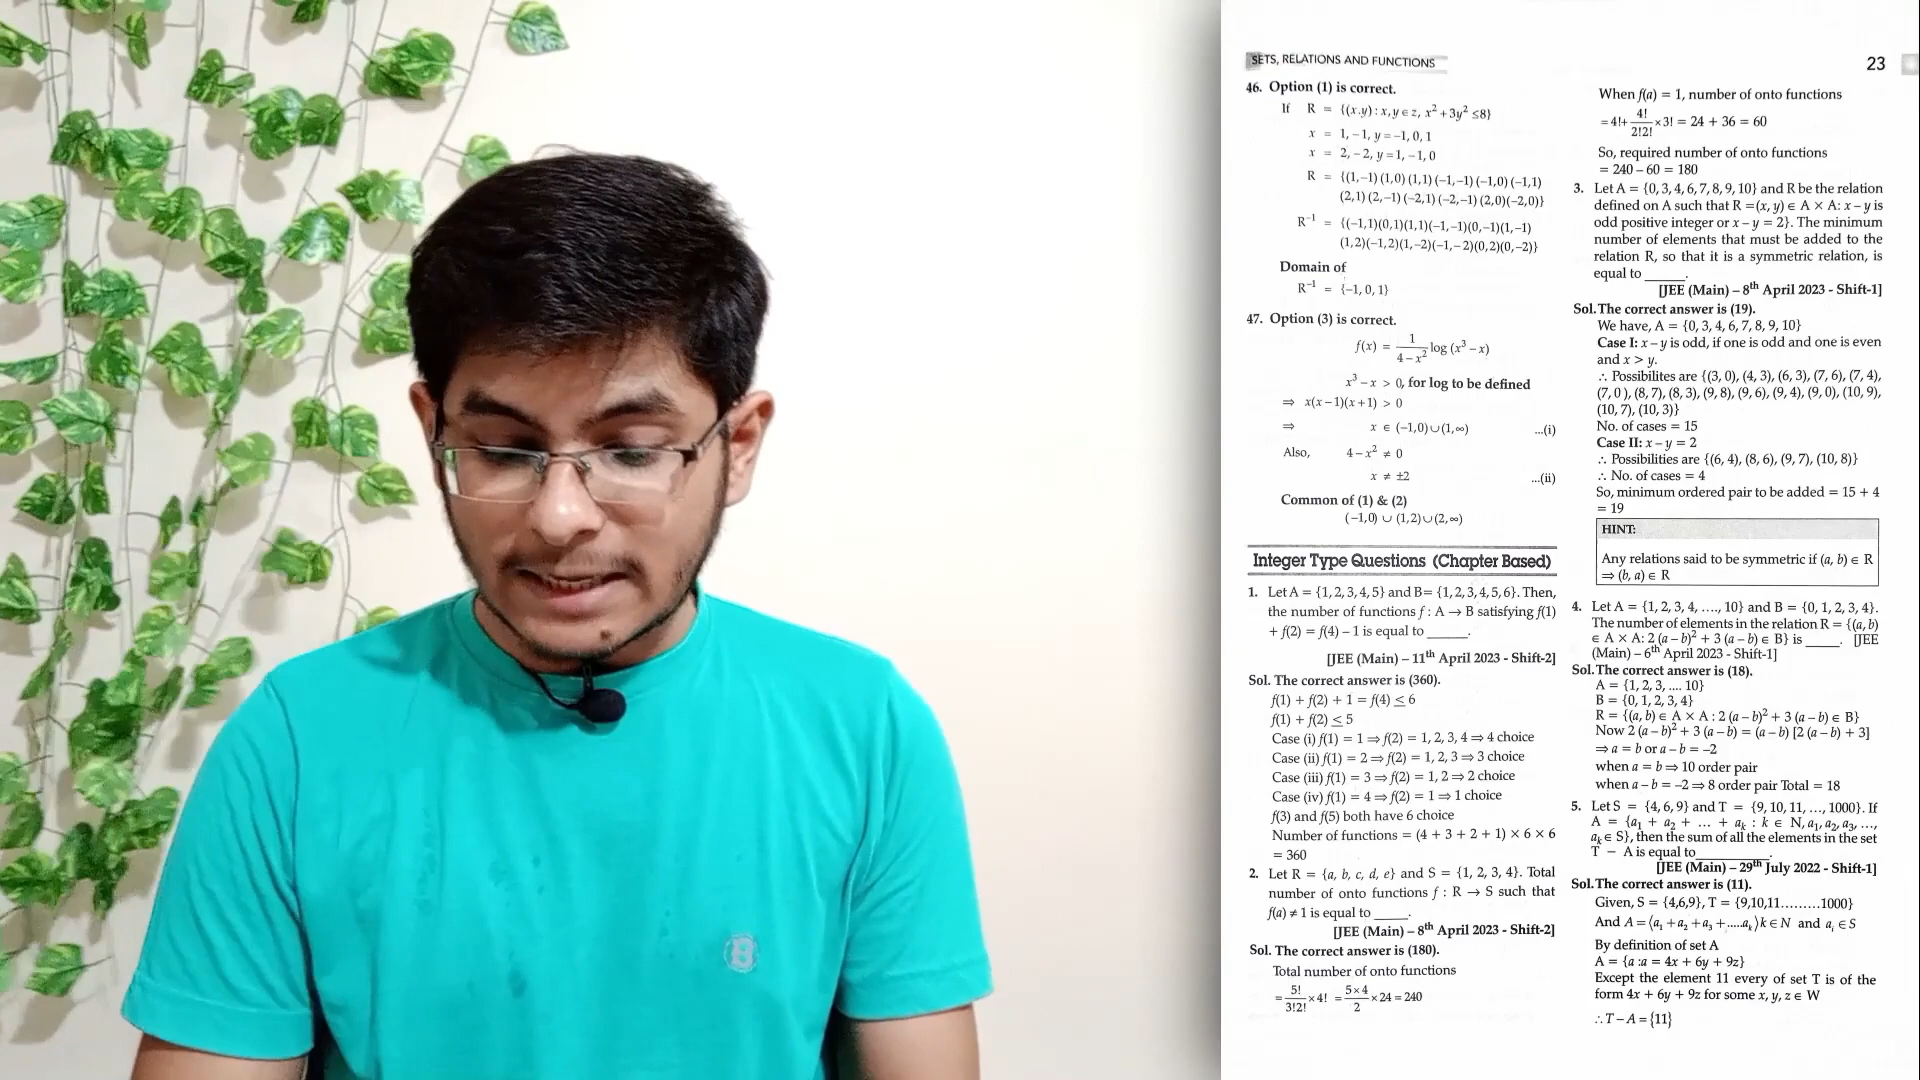 SETS, RELATIONS AND FUNCTIONS
23
46. Option (1) is correct.
If R = {(x.y) : x, y ∈ z, x² + 3y² ≤8}
x = 1, −1, y = −1, 0, 1
x = 2, −2, y = 1, −1, 0
R = {(1,−1) (1,0) (1,1) (−1,−1) (−1,0) (−1,1)
(2,1) (2,−1) (−2,1) (−2,−1) (2,0)(−2,0)}
R⁻¹ = {(−1,1)(0,1)(1,1)(−1,−1)(0,−1)(1,−1)
(1,2)(−1,2)(1,−2)(−1,−2)(0,2)(0,−2)}
Domain of
R⁻¹ = {−1, 0, 1}
47. Option (3) is correct.
f(x) = 1/(4−x²) log (x³ − x)
x³ − x > 0, for log to be defined
⇒ x(x−1)(x+1) > 0
⇒ x ∈ (−1,0)∪(1,∞) ...(i)
Also, 4−x² ≠ 0
x ≠ ±2 ...(ii)
Common of (1) & (2)
(−1,0) ∪ (1,2)∪(2,∞)
Integer Type Questions (Chapter Based)
1. Let A = {1, 2, 3, 4, 5} and B= {1, 2, 3, 4, 5, 6}. Then,
the number of functions f : A → B satisfying f(1)
+ f(2) = f(4) − 1 is equal to ______.
[JEE (Main) – 11th April 2023 - Shift-2]
Sol. The correct answer is (360).
f(1) + f(2) + 1 = f(4) ≤ 6
f(1) + f(2) ≤ 5
Case (i) f(1) = 1 ⇒ f(2) = 1, 2, 3, 4 ⇒ 4 choice
Case (ii) f(1) = 2 ⇒ f(2) = 1, 2, 3 ⇒ 3 choice
Case (iii) f(1) = 3 ⇒ f(2) = 1, 2 ⇒ 2 choice
Case (iv) f(1) = 4 ⇒ f(2) = 1 ⇒ 1 choice
f(3) and f(5) both have 6 choice
Number of functions = (4 + 3 + 2 + 1) × 6 × 6
= 360
2. Let R = {a, b, c, d, e} and S = {1, 2, 3, 4}. Total
number of onto functions f : R → S such that
f(a) ≠ 1 is equal to _____.
[JEE (Main) – 8th April 2023 - Shift-2]
Sol. The correct answer is (180).
Total number of onto functions
= 5!/3!2! × 4! = 5×4/2 × 24 = 240
When f(a) = 1, number of onto functions
= 4!+ 4!/2!2! × 3! = 24 + 36 = 60
So, required number of onto functions
= 240 – 60 = 180
3. Let A = {0, 3, 4, 6, 7, 8, 9, 10} and R be the relation
defined on A such that R =(x, y) ∈ A × A: x – y is
odd positive integer or x – y = 2}. The minimum
number of elements that must be added to the
relation R, so that it is a symmetric relation, is
equal to ______.
[JEE (Main) – 8th April 2023 - Shift-1]
Sol. The correct answer is (19).
We have, A = {0, 3, 4, 6, 7, 8, 9, 10}
Case I: x – y is odd, if one is odd and one is even
and x > y.
∴ Possibilites are {(3, 0), (4, 3), (6, 3), (7, 6), (7, 4),
(7, 0 ), (8, 7), (8, 3), (9, 8), (9, 6), (9, 4), (9, 0), (10, 9),
(10, 7), (10, 3)}
No. of cases = 15
Case II: x – y = 2
∴ Possibilities are {(6, 4), (8, 6), (9, 7), (10, 8)}
∴ No. of cases = 4
So, minimum ordered pair to be added = 15 + 4
= 19
HINT:
Any relations said to be symmetric if (a, b) ∈ R
⇒ (b, a) ∈ R
4. Let A = {1, 2, 3, 4, …., 10} and B = {0, 1, 2, 3, 4}.
The number of elements in the relation R = {(a, b)
∈ A × A: 2 (a – b)² + 3 (a – b) ∈ B} is _____. [JEE
(Main) – 6th April 2023 - Shift-1]
Sol. The correct answer is (18).
A = {1, 2, 3, .... 10}
B = {0, 1, 2, 3, 4}
R = {(a, b) ∈ A × A : 2 (a – b)² + 3 (a – b) ∈ B}
Now 2 (a – b)² + 3 (a – b) = (a – b) [2 (a – b) + 3]
⇒ a = b or a – b = –2
when a = b ⇒ 10 order pair
when a – b = –2 ⇒ 8 order pair Total = 18
5. Let S = {4, 6, 9} and T = {9, 10, 11, …, 1000}. If
A = {a₁ + a₂ + ... + aₖ : k ∈ N, a₁, a₂, a₃, …,
aₖ ∈ S}, then the sum of all the elements in the set
T – A is equal to__________.
[JEE (Main) – 29th July 2022 - Shift-1]
Sol. The correct answer is (11).
Given, S = {4,6,9}, T = {9,10,11.........1000}
And A = (a₁ + a₂ + a₃ + .....aₖ) k ∈ N and aᵢ ∈ S
By definition of set A
A = {a :a = 4x + 6y + 9z}
Except the element 11 every of set T is of the
form 4x + 6y + 9z for some x, y, z ∈ W
∴ T – A = {11}